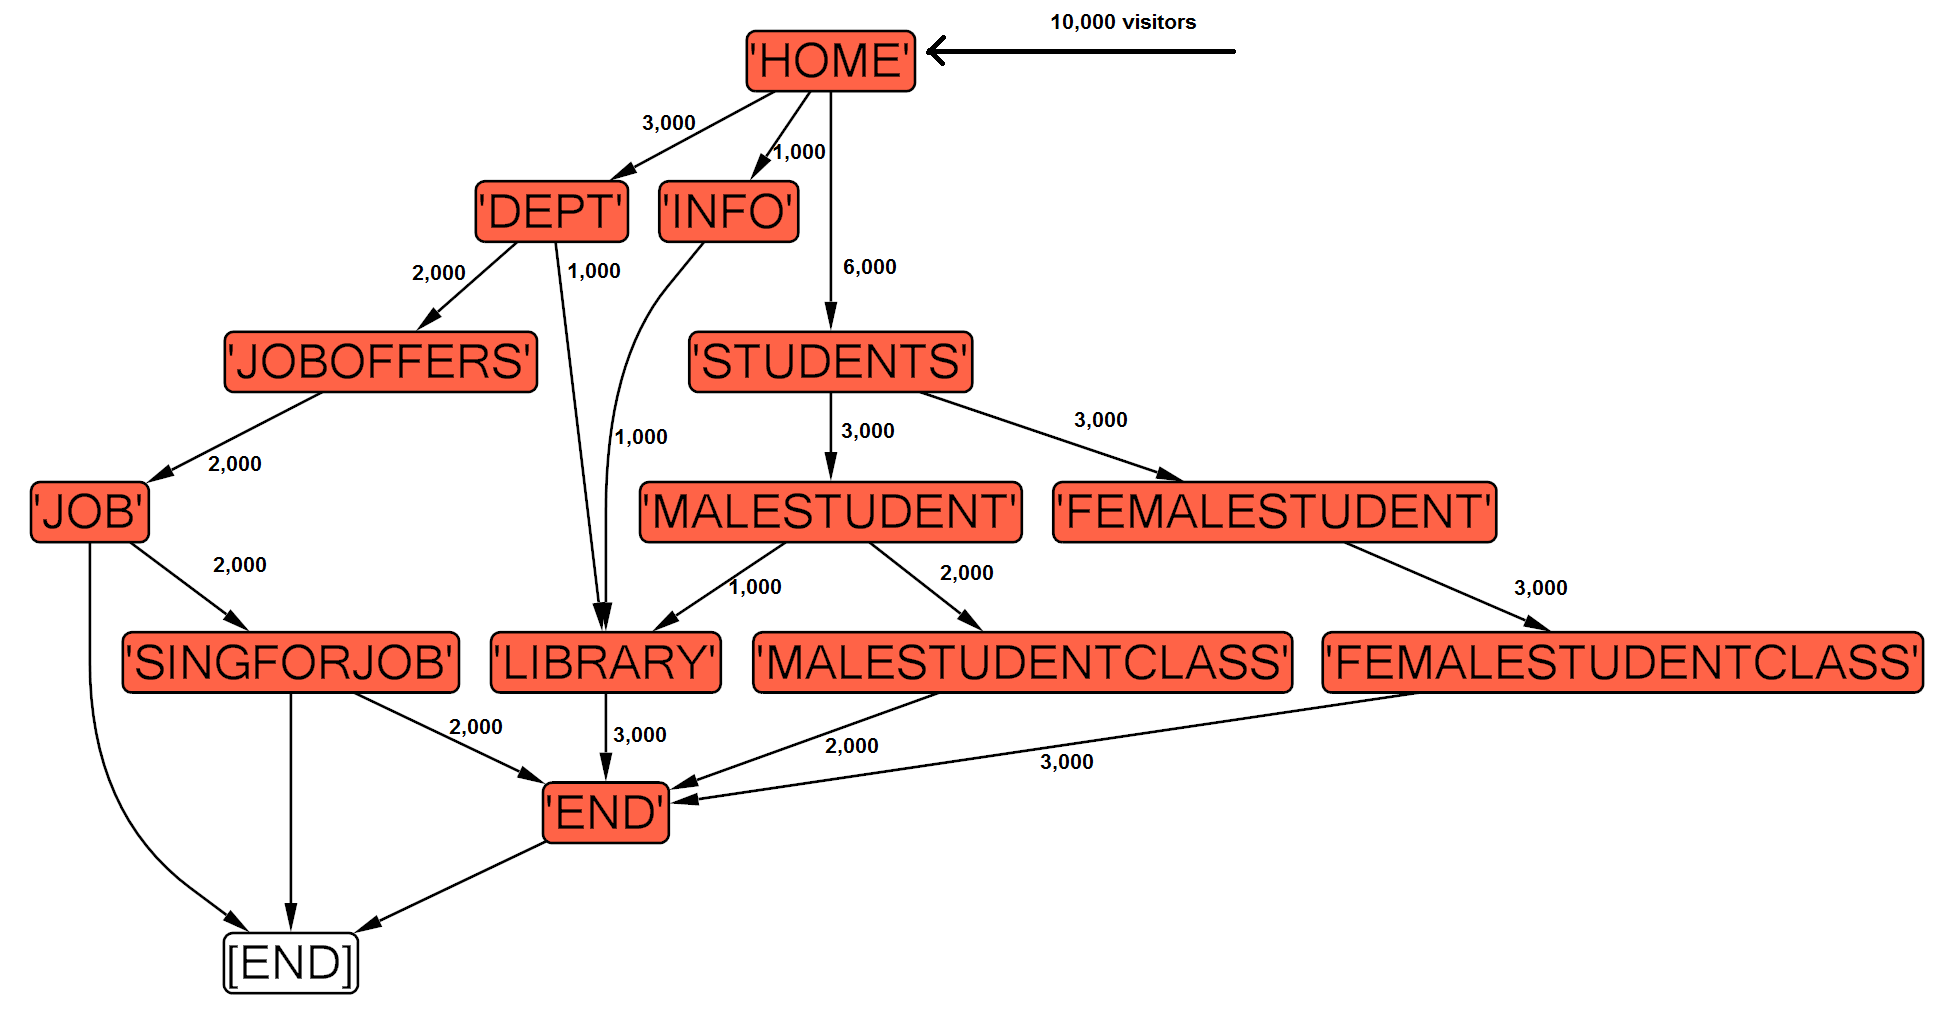 10,000 visitors
'HOME'
3,000
1,000
'DEPT'
'INFO'
2,000
1,000
6,000
'JOBOFFERS'
'STUDENTS'
2,000
1,000
3,000
3,000
'JOB'
'MALESTUDENT'
'FEMALESTUDENT'
2,000
1,000
2,000
3,000
'SINGFORJOB'
'LIBRARY'
'MALESTUDENTCLASS'
'FEMALESTUDENTCLASS'
2,000
3,000
2,000
3,000
'END'
[END]